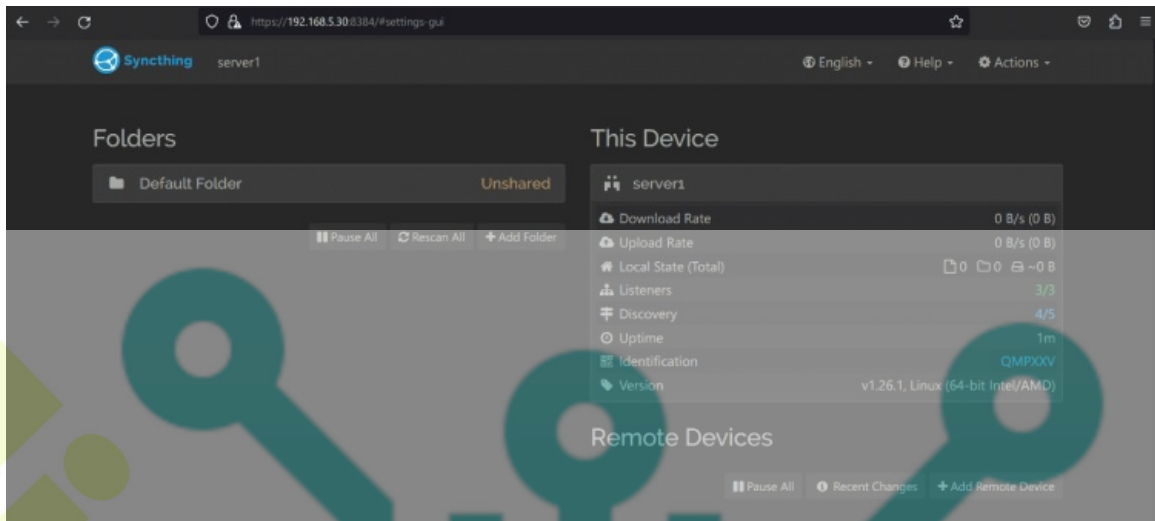 https://192.168.5.30:8384/#settings-gui
Syncthing server1 English Help Actions
Folders
Default Folder Unshared
Pause All Rescan All Add Folder
This Device
server1
Download Rate 0 B/s (0 B)
Upload Rate 0 B/s (0 B)
Local State (Total) 0 0 ~0 B
Listeners 3/3
Discovery 4/5
Uptime 1m
Identification QMPXXV
Version v1.26.1, Linux (64-bit Intel/AMD)
Remote Devices
Pause All Recent Changes Add Remote Device